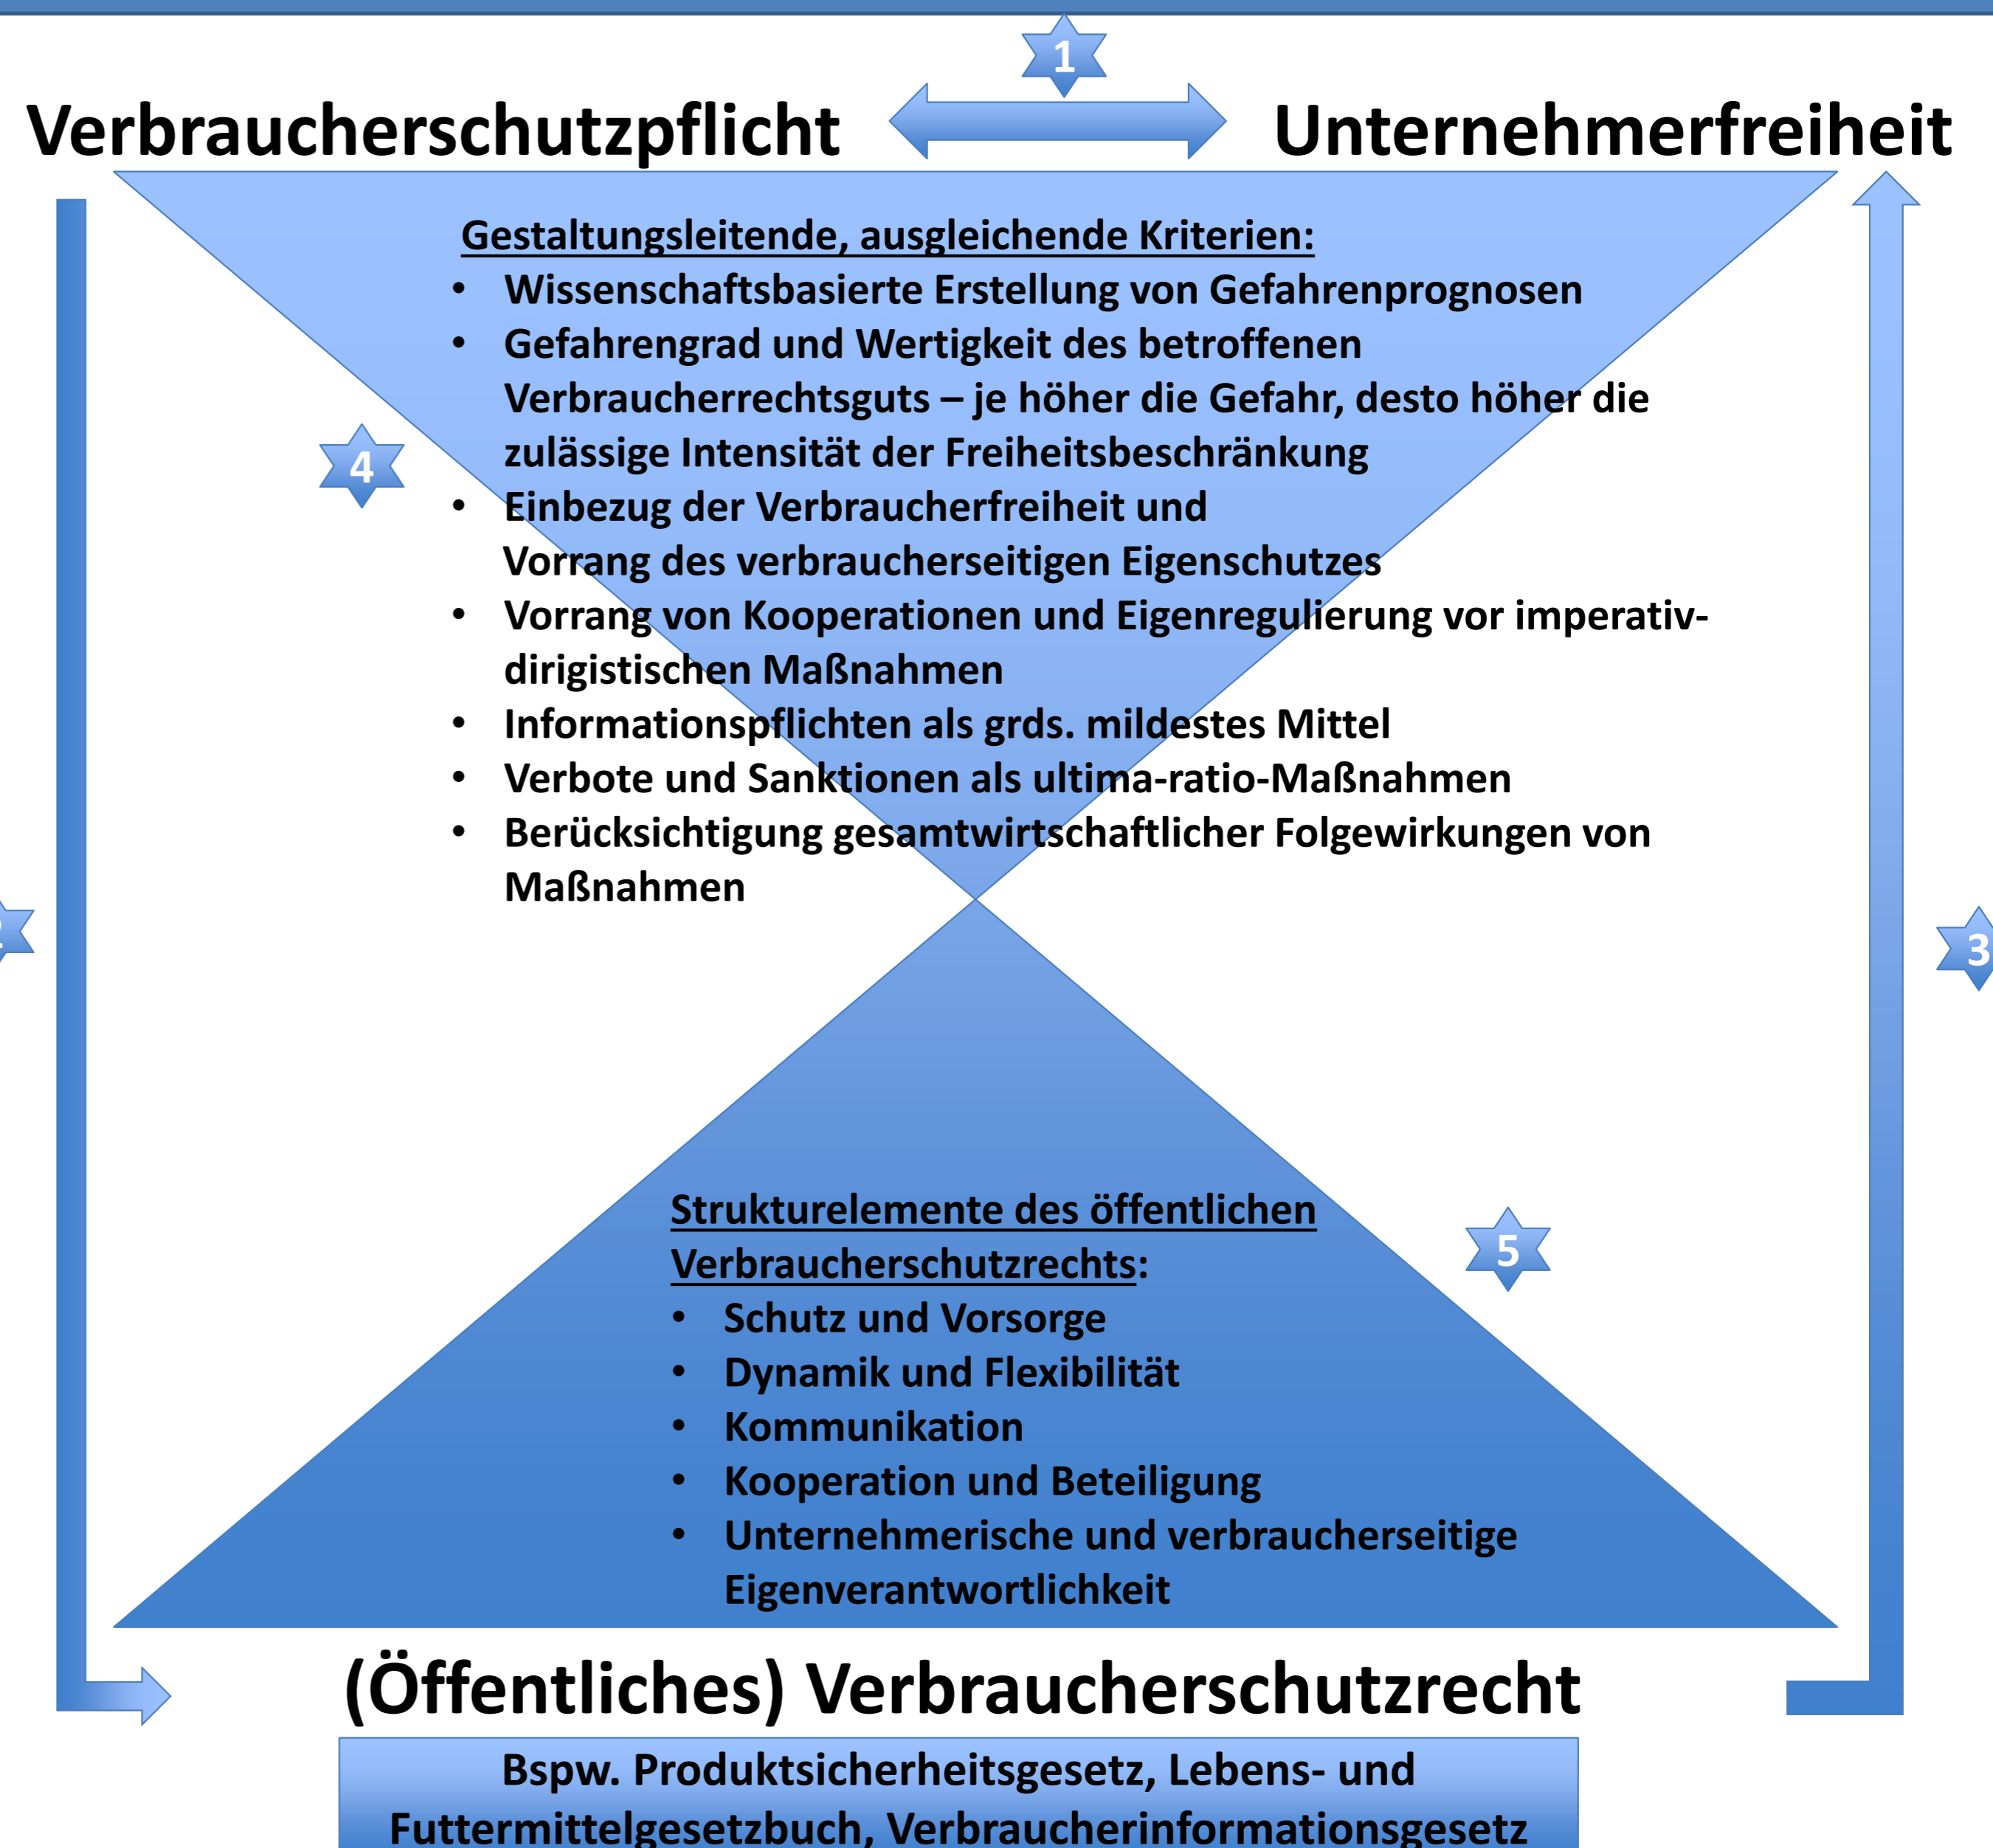 1
Verbraucherschutzpflicht
Unternehmerfreiheit
Gestaltungsleitende, ausgleichende Kriterien:
• Wissenschaftsbasierte Erstellung von Gefahrenprognosen
• Gefahrengrad und Wertigkeit des betroffenen
Verbraucherrechtsguts – je höher die Gefahr, desto höher die
zulässige Intensität der Freiheitsbeschränkung
4
• Einbezug der Verbraucherfreiheit und
Vorrang des verbraucherseitigen Eigenschutzes
• Vorrang von Kooperationen und Eigenregulierung vor imperativ-
dirigistischen Maßnahmen
• Informationspflichten als grds. mildestes Mittel
• Verbote und Sanktionen als ultima-ratio-Maßnahmen
• Berücksichtigung gesamtwirtschaftlicher Folgewirkungen von
Maßnahmen
3
Strukturelemente des öffentlichen
Verbraucherschutzrechts:
5
• Schutz und Vorsorge
• Dynamik und Flexibilität
• Kommunikation
• Kooperation und Beteiligung
• Unternehmerische und verbraucherseitige
Eigenverantwortlichkeit
(Öffentliches) Verbraucherschutzrecht
Bspw. Produktsicherheitsgesetz, Lebens- und
Futtermittelgesetzbuch, Verbraucherinformationsgesetz